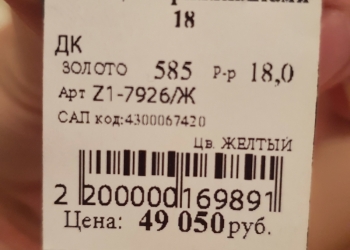 18
ДК
ЗОЛОТО 585 Р-р 18,0
Арт Z1-7926/Ж
САП код:4300067420
Цв. ЖЕЛТЫЙ
2 200000 169891
Цена: 49 050 руб.